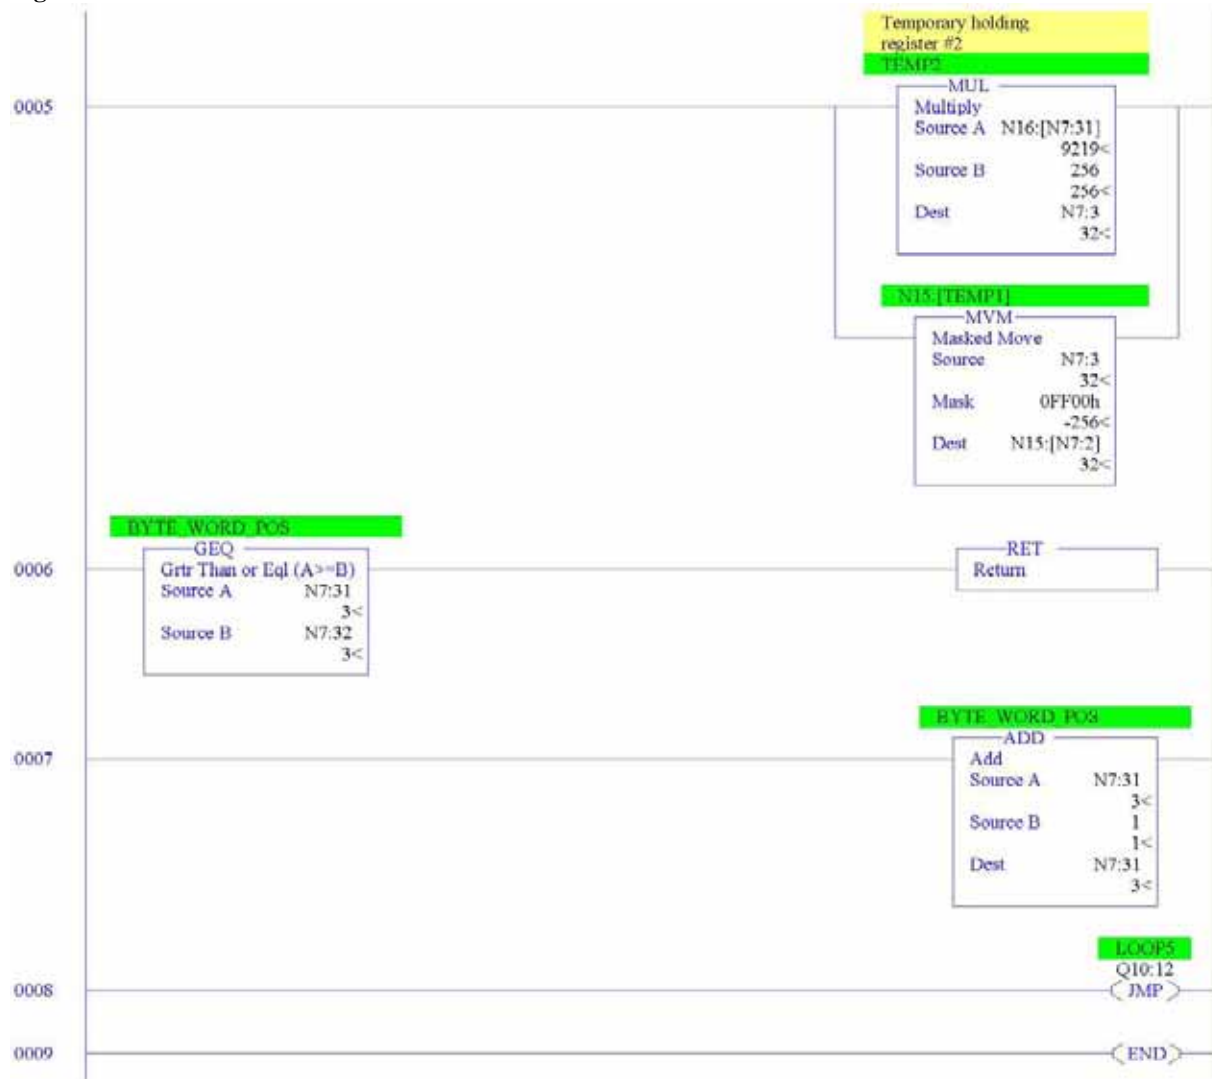 Temporary holding
register #2
TEMP2
MUL
0005
Multiply
Source A N16:[N7:31]
9219<
Source B 256
256<
Dest N7:3
32<
N15:[TEMP1]
MVM
Masked Move
Source N7:3
32<
Mask 0FF00h
-256<
Dest N15:[N7:2]
32<
BYTE_WORD_POS
GEQ
RET
0006
Grtr Than or Eql (A>=B)
Return
Source A N7:31
3<
Source B N7:32
3<
BYTE_WORD_POS
ADD
0007
Add
Source A N7:31
3<
Source B 1
1<
Dest N7:31
3<
LOOP5
Q10:12
0008
JMP
0009
END